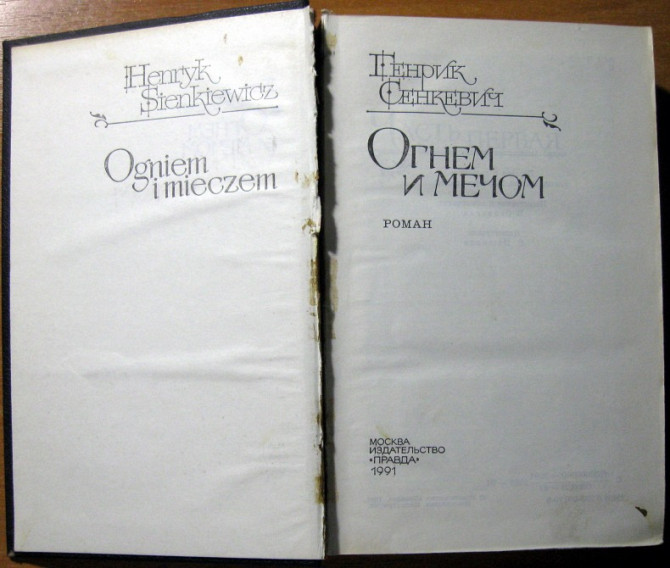 Henryk
Sienkiewicz
Ogniem
i mieczem
Генрик
Сенкевич
Огнем
и мечом
РОМАН
МОСКВА
ИЗДАТЕЛЬСТВО
«ПРАВДА»
1991